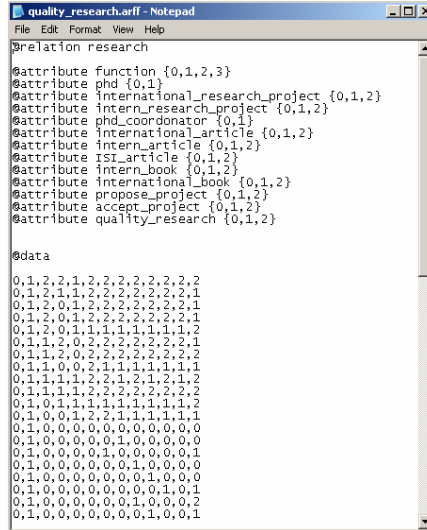 quality_research.arff - Notepad
File Edit Format View Help
@relation research
@attribute function {0,1,2,3}
@attribute phd {0,1}
@attribute international_research_project {0,1,2}
@attribute intern_research_project {0,1,2}
@attribute phd_coordonator {0,1}
@attribute international_article {0,1,2}
@attribute intern_article {0,1,2}
@attribute ISI_article {0,1,2}
@attribute intern_book {0,1,2}
@attribute international_book {0,1,2}
@attribute propose_project {0,1,2}
@attribute accept_project {0,1,2}
@attribute quality_research {0,1,2}
@data
0,1,2,2,1,2,2,2,2,2,2,2,2
0,1,2,1,1,2,2,2,2,2,2,2,1
0,1,2,0,1,2,2,2,2,2,2,2,1
0,1,2,0,1,2,2,2,2,2,2,2,1
0,1,2,0,1,1,1,1,1,1,1,1,2
0,1,1,2,0,2,2,2,2,2,2,2,1
0,1,1,2,0,2,2,2,2,2,2,2,2
0,1,1,0,0,2,1,1,1,1,1,1,1
0,1,1,1,1,2,2,1,2,1,2,1,2
0,1,1,1,1,2,2,2,2,2,2,2,2
0,1,0,1,1,1,1,1,1,1,1,1,2
0,1,0,0,1,2,2,1,1,1,1,1,1
0,1,0,0,0,0,0,0,0,0,0,0,0
0,1,0,0,0,0,1,0,0,0,0,0,0
0,1,0,0,0,1,0,0,0,0,0,0,1
0,1,0,0,0,0,0,1,0,0,0,0,0
0,1,0,0,0,0,0,0,0,0,1,0,1
0,1,0,0,0,0,0,0,1,0,0,0,2
0,1,0,0,0,0,0,0,0,1,0,0,1